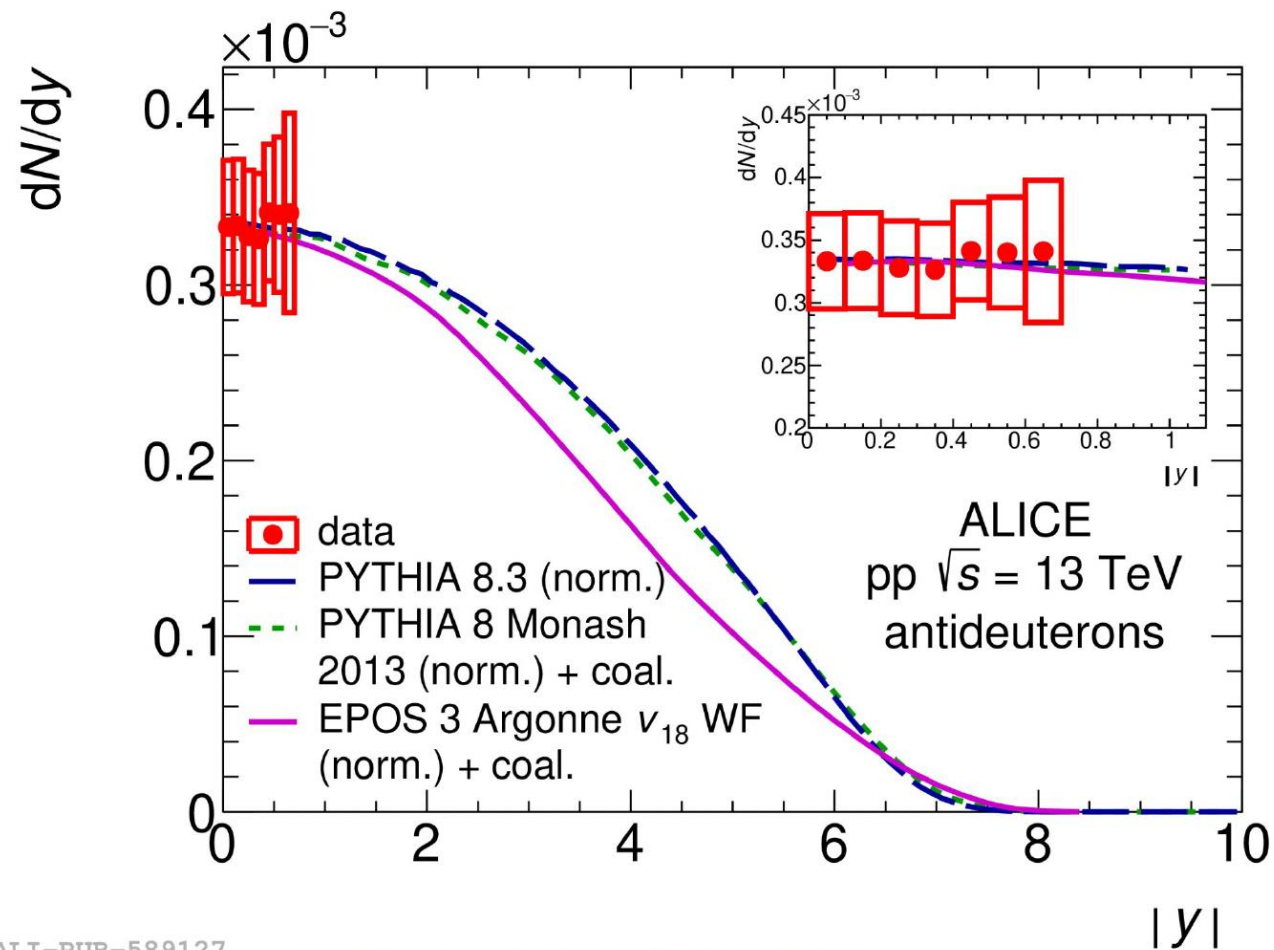 ×10⁻³
dN/dy
0.4
0.3
0.2
0.1
0
0 2 4 6 8 10
|y|
×10⁻³
dN/dy
0.45
0.4
0.35
0.3
0.25
0.2
0 0.2 0.4 0.6 0.8 1
|y|
data
PYTHIA 8.3 (norm.)
PYTHIA 8 Monash
2013 (norm.) + coal.
EPOS 3 Argonne v₁₈ WF
(norm.) + coal.
ALICE
pp √s = 13 TeV
antideuterons
ALI-PUB-589127